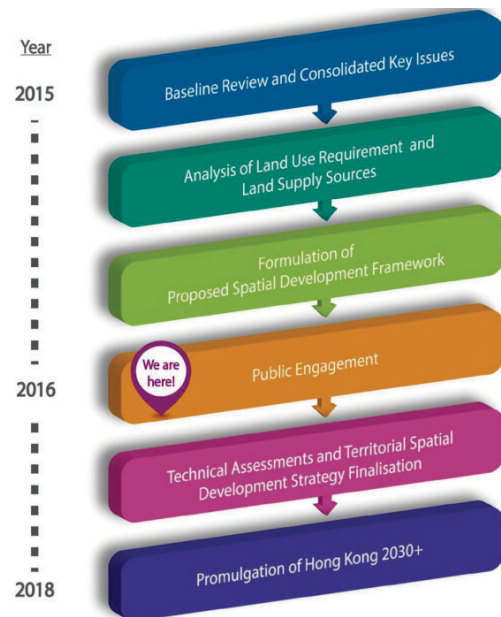 Year
2015
Baseline Review and Consolidated Key Issues
Analysis of Land Use Requirement and
Land Supply Sources
Formulation of
Proposed Spatial Development Framework
We are
here!
2016
Public Engagement
Technical Assessments and Territorial Spatial
Development Strategy Finalisation
Promulgation of Hong Kong 2030+
2018